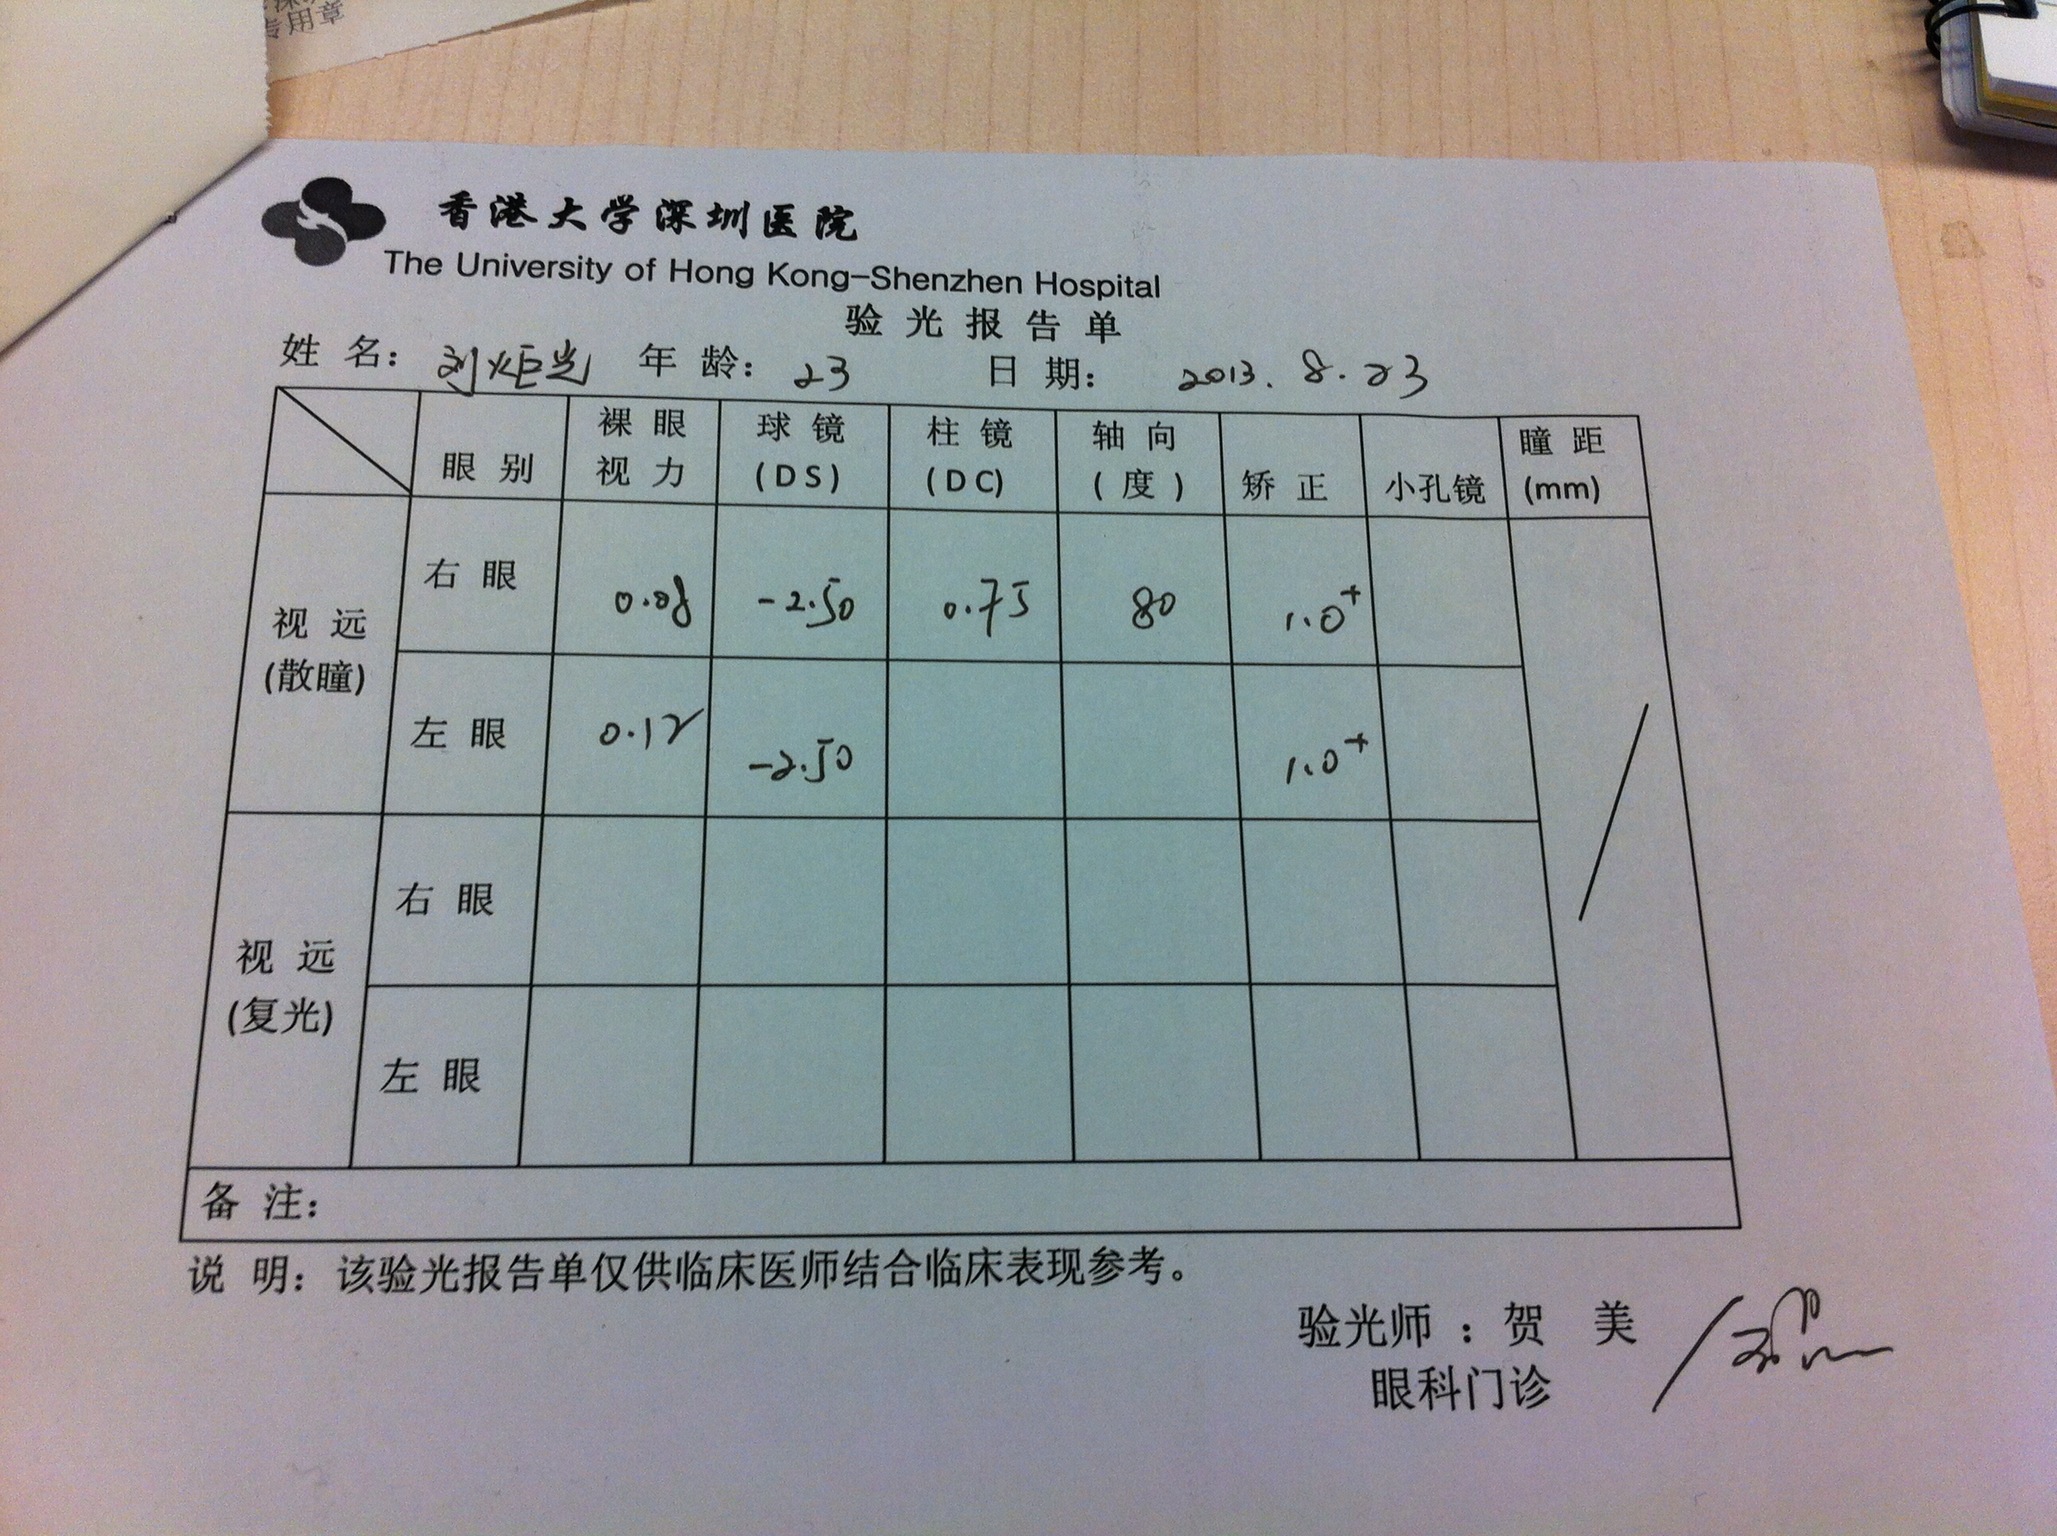 专用章
香港大学深圳医院
The University of Hong Kong-Shenzhen Hospital
验光报告单
姓名: 刘炬光 年龄: 23 日期: 2013.8.23
眼别 裸眼视力 球镜(DS) 柱镜(DC) 轴向(度) 矫正 小孔镜 瞳距(mm)
视远(散瞳)
右眼 0.08 -2.50 0.75 80 1.0+
左眼 0.12 -2.50 1.0+
视远(复光)
右眼
左眼
备注:
说明: 该验光报告单仅供临床医师结合临床表现参考。
验光师：贺美
眼科门诊